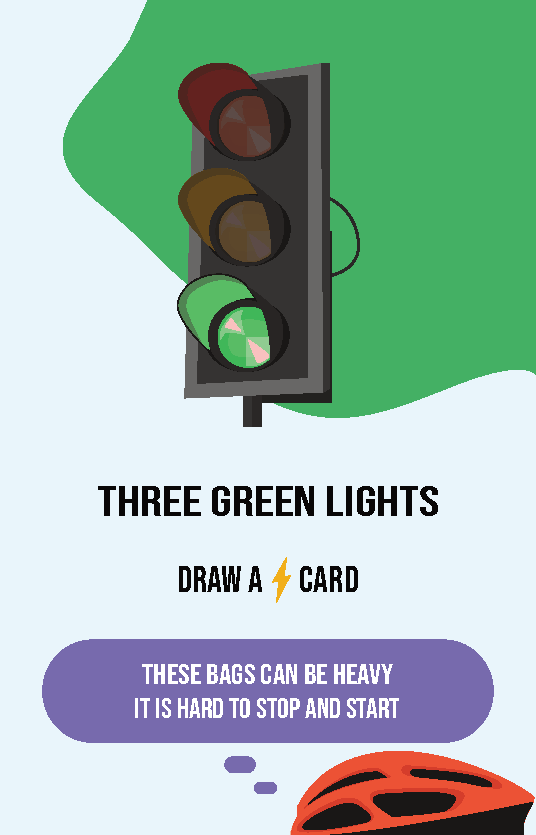 THREE GREEN LIGHTS
DRAW A CARD
THESE BAGS CAN BE HEAVY
IT IS HARD TO STOP AND START